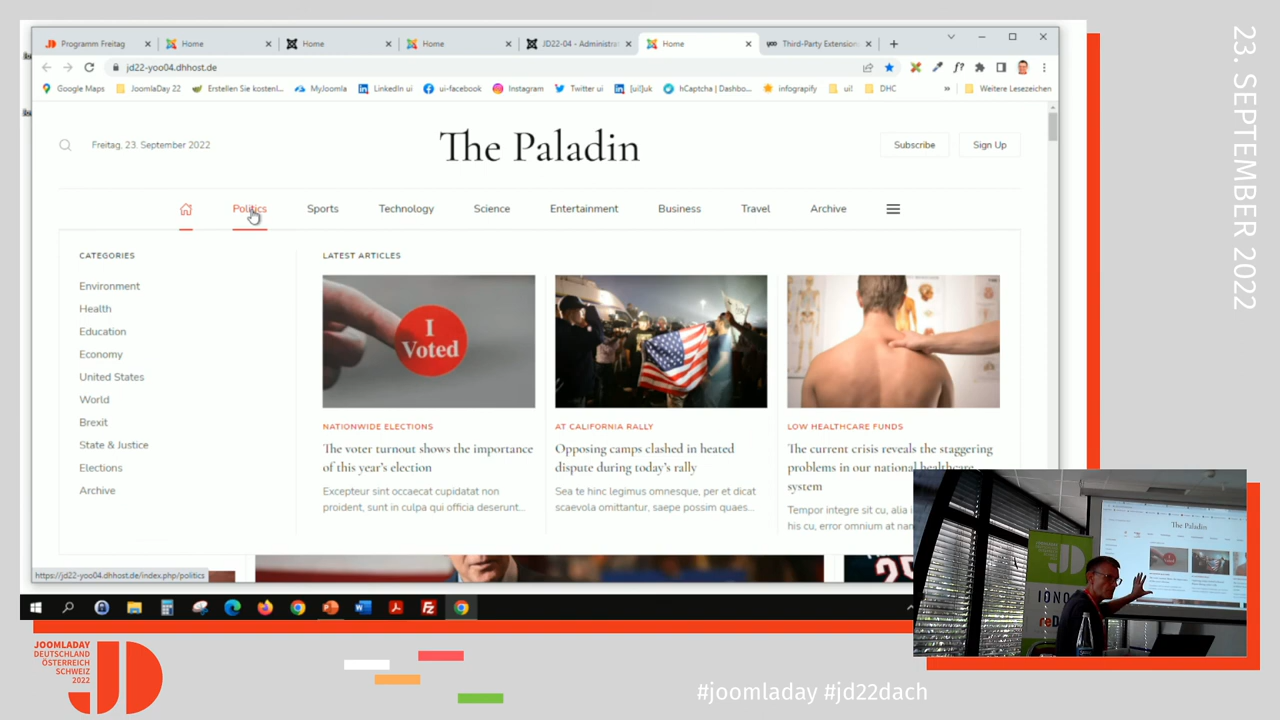 Programm Freitag
Home
Home
Home
JD22-04 - Administra
Home
Third-Party Extension
jd22-yoo04.dhhost.de
Google Maps
JoomlaDay 22
Erstellen Sie kostenl...
MyJoomla
LinkedIn ui
ui-facebook
Instagram
Twitter ui
[ui]uk
hCaptcha | Dashbo...
infograpify
ui!
DHC
»
Weitere Lesezeichen
Freitag, 23. September 2022
The Paladin
Subscribe
Sign Up
Politics
Sports
Technology
Science
Entertainment
Business
Travel
Archive
CATEGORIES
Environment
Health
Education
Economy
United States
World
Brexit
State & Justice
Elections
Archive
LATEST ARTICLES
I
Voted
NATIONWIDE ELECTIONS
The voter turnout shows the importance
of this year's election
Excepteur sint occaecat cupidatat non
proident, sunt in culpa qui officia deserunt...
AT CALIFORNIA RALLY
Opposing camps clashed in heated
dispute during today's rally
Sea te hinc legimus omnesque, per et dicat
scaevola omittantur, saepe possim quaes...
LOW HEALTHCARE FUNDS
The current crisis reveals the staggering
problems in our national healthcare
system
Tempor integre sit cu, alia
his cu, error omnium at
https://jd22-yoo04.dhhost.de/index.php/politics
The Paladin
23. SEPTEMBER 2022
JOOMLADAY
DEUTSCHLAND
ÖSTERREICH
SCHWEIZ
2022
#joomladay #jd22dach